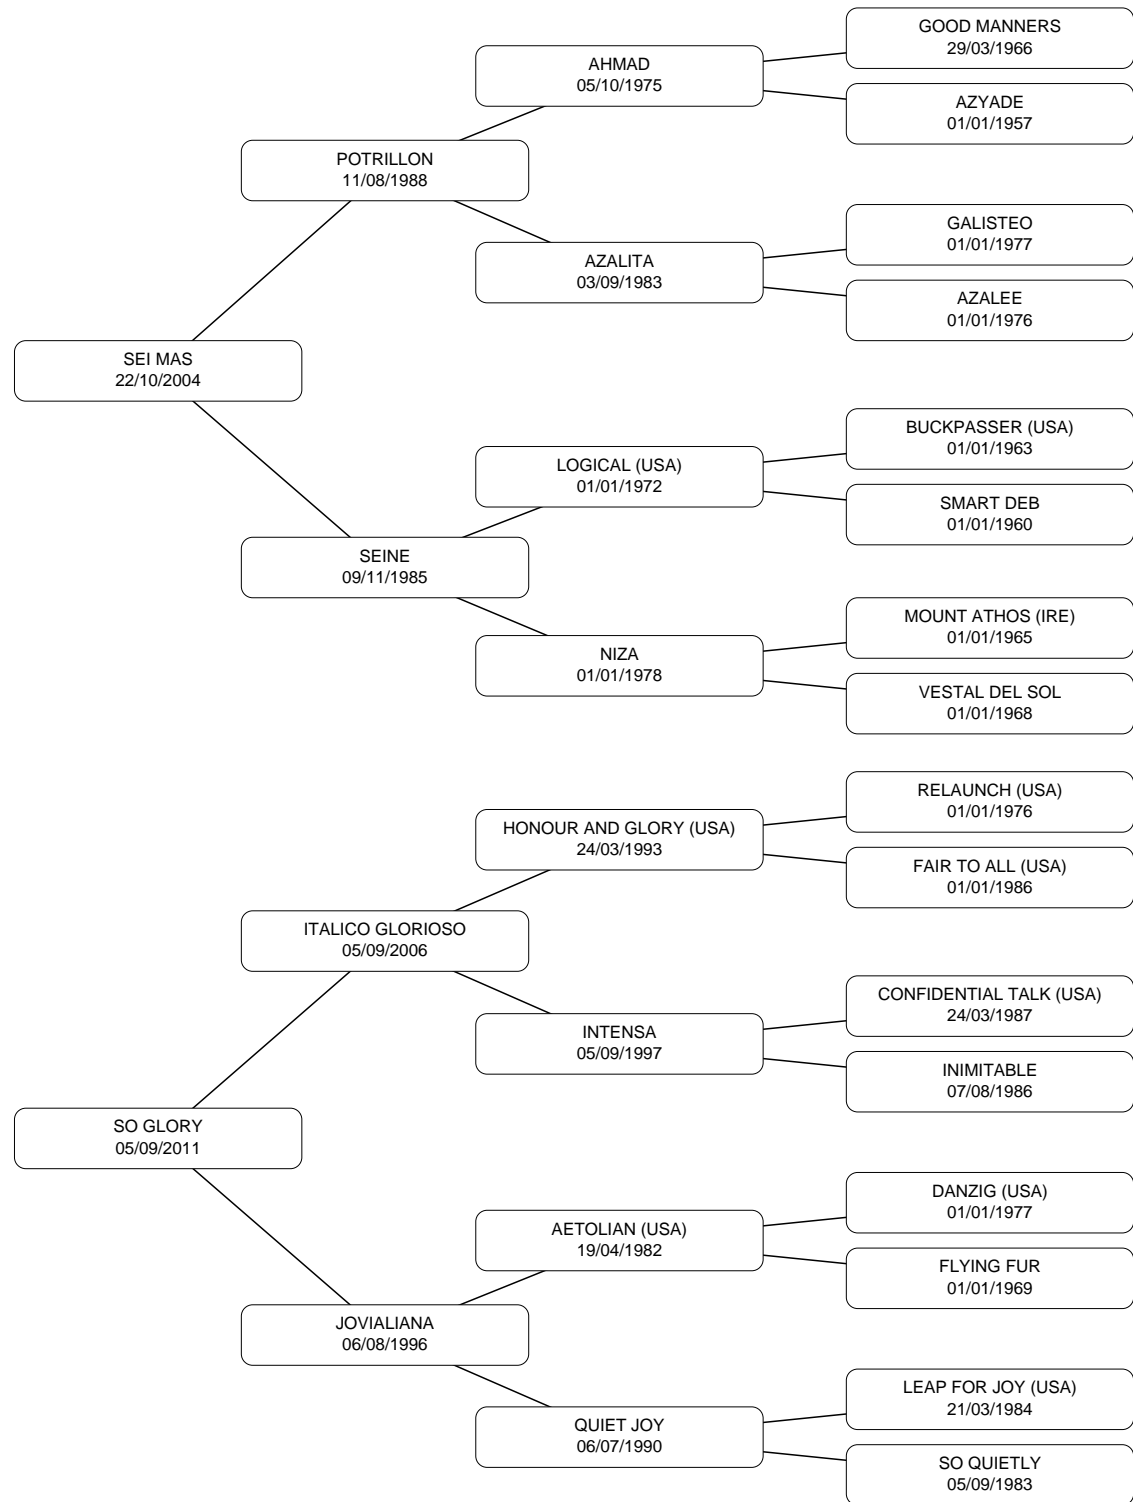 GOOD MANNERS
29/03/1966
AHMAD
05/10/1975
AZYADE
01/01/1957
POTRILLON
11/08/1988
GALISTEO
01/01/1977
AZALITA
03/09/1983
AZALEE
01/01/1976
SEI MAS
22/10/2004
BUCKPASSER (USA)
01/01/1963
LOGICAL (USA)
01/01/1972
SMART DEB
01/01/1960
SEINE
09/11/1985
MOUNT ATHOS (IRE)
01/01/1965
NIZA
01/01/1978
VESTAL DEL SOL
01/01/1968
RELAUNCH (USA)
01/01/1976
HONOUR AND GLORY (USA)
24/03/1993
FAIR TO ALL (USA)
01/01/1986
ITALICO GLORIOSO
05/09/2006
CONFIDENTIAL TALK (USA)
24/03/1987
INTENSA
05/09/1997
INIMITABLE
07/08/1986
SO GLORY
05/09/2011
DANZIG (USA)
01/01/1977
AETOLIAN (USA)
19/04/1982
FLYING FUR
01/01/1969
JOVIALIANA
06/08/1996
LEAP FOR JOY (USA)
21/03/1984
QUIET JOY
06/07/1990
SO QUIETLY
05/09/1983